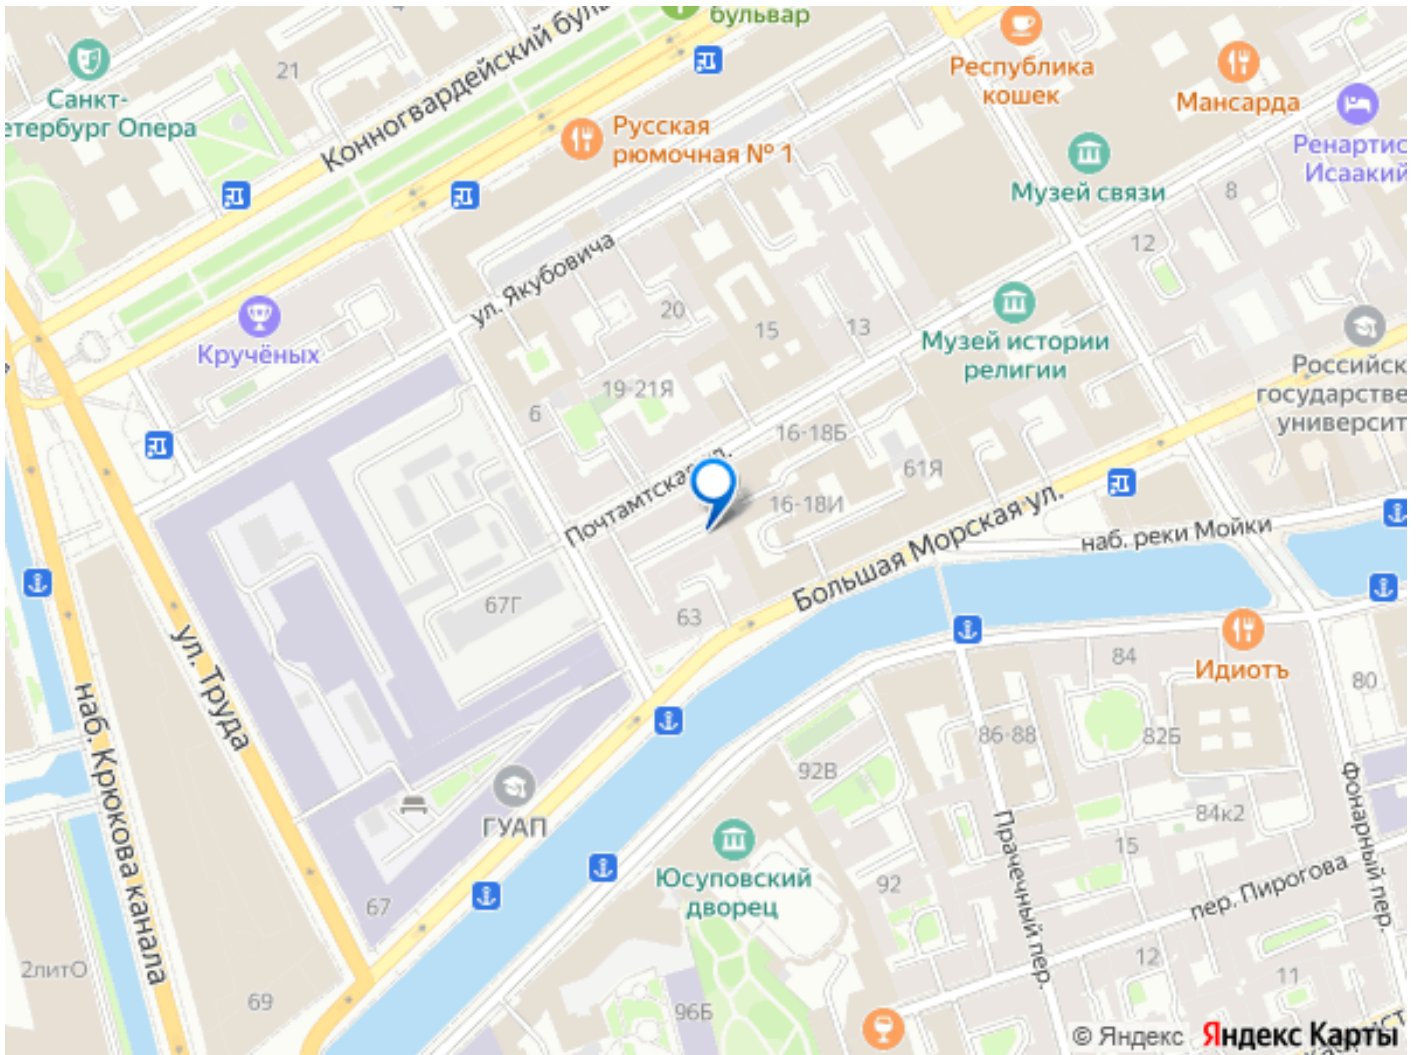 бульвар
Конногвардейский буль
21
Санкт-
етербург Опера
Русская
рюмочная № 1
Республика
кошек
Мансарда
Ренартис
Исаакий
Музей связи
8
12
ул. Якубовича
20
15
13
Музей истории
религии
Российск
государстве
университ
Кручёных
19-21Я
6
16-18Б
61Я
16-18И
Почтамтская ул.
Большая Морская ул.
наб. реки Мойки
67Г
63
ул. Труда
наб. Крюкова канала
84
Идиотъ
80
86-88
82Б
92В
84к2
15
Фонарный пер.
Прачечный пер.
пер. Пирогова
ГУАП
Юсуповский
дворец
92
67
12
11
2литО
69
96Б
© Яндекс Яндекс Карты